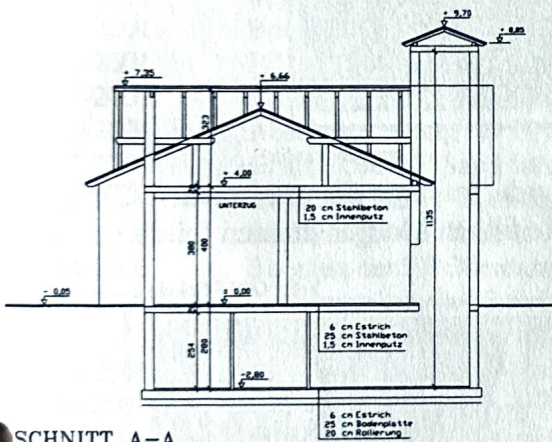 + 9,70
+ 8,85
+ 7,35
+ 6,66
323
+ 4,00
25
UNTERZUG
20 cm Stahlbeton
1,5 cm Innenputz
380
400
1135
- 0,05
± 0,00
25
6 cm Estrich
25 cm Stahlbeton
1,5 cm Innenputz
254
280
-2,80
6 cm Estrich
25 cm Bodenplatte
20 cm Rollierung
SCHNITT A-A